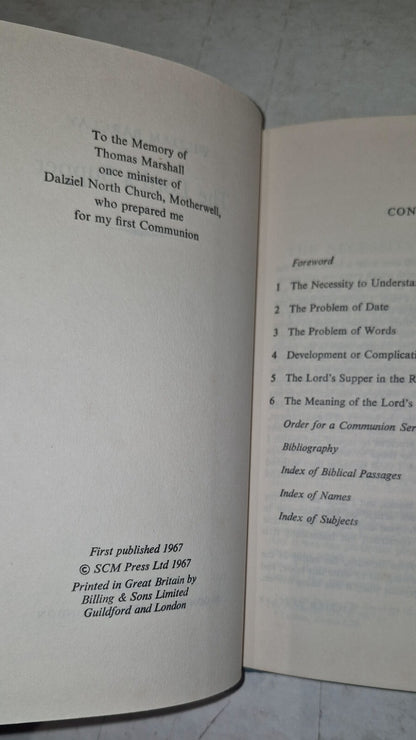 To the Memory of
Thomas Marshall
once minister of
Dalziel North Church, Motherwell,
who prepared me
for my first Communion
First published 1967
© SCM Press Ltd 1967
Printed in Great Britain by
Billing & Sons Limited
Guildford and London
CON
Foreword
1 The Necessity to Understa
2 The Problem of Date
3 The Problem of Words
4 Development or Complicati
5 The Lord's Supper in the R
6 The Meaning of the Lord's
Order for a Communion Ser
Bibliography
Index of Biblical Passages
Index of Names
Index of Subjects